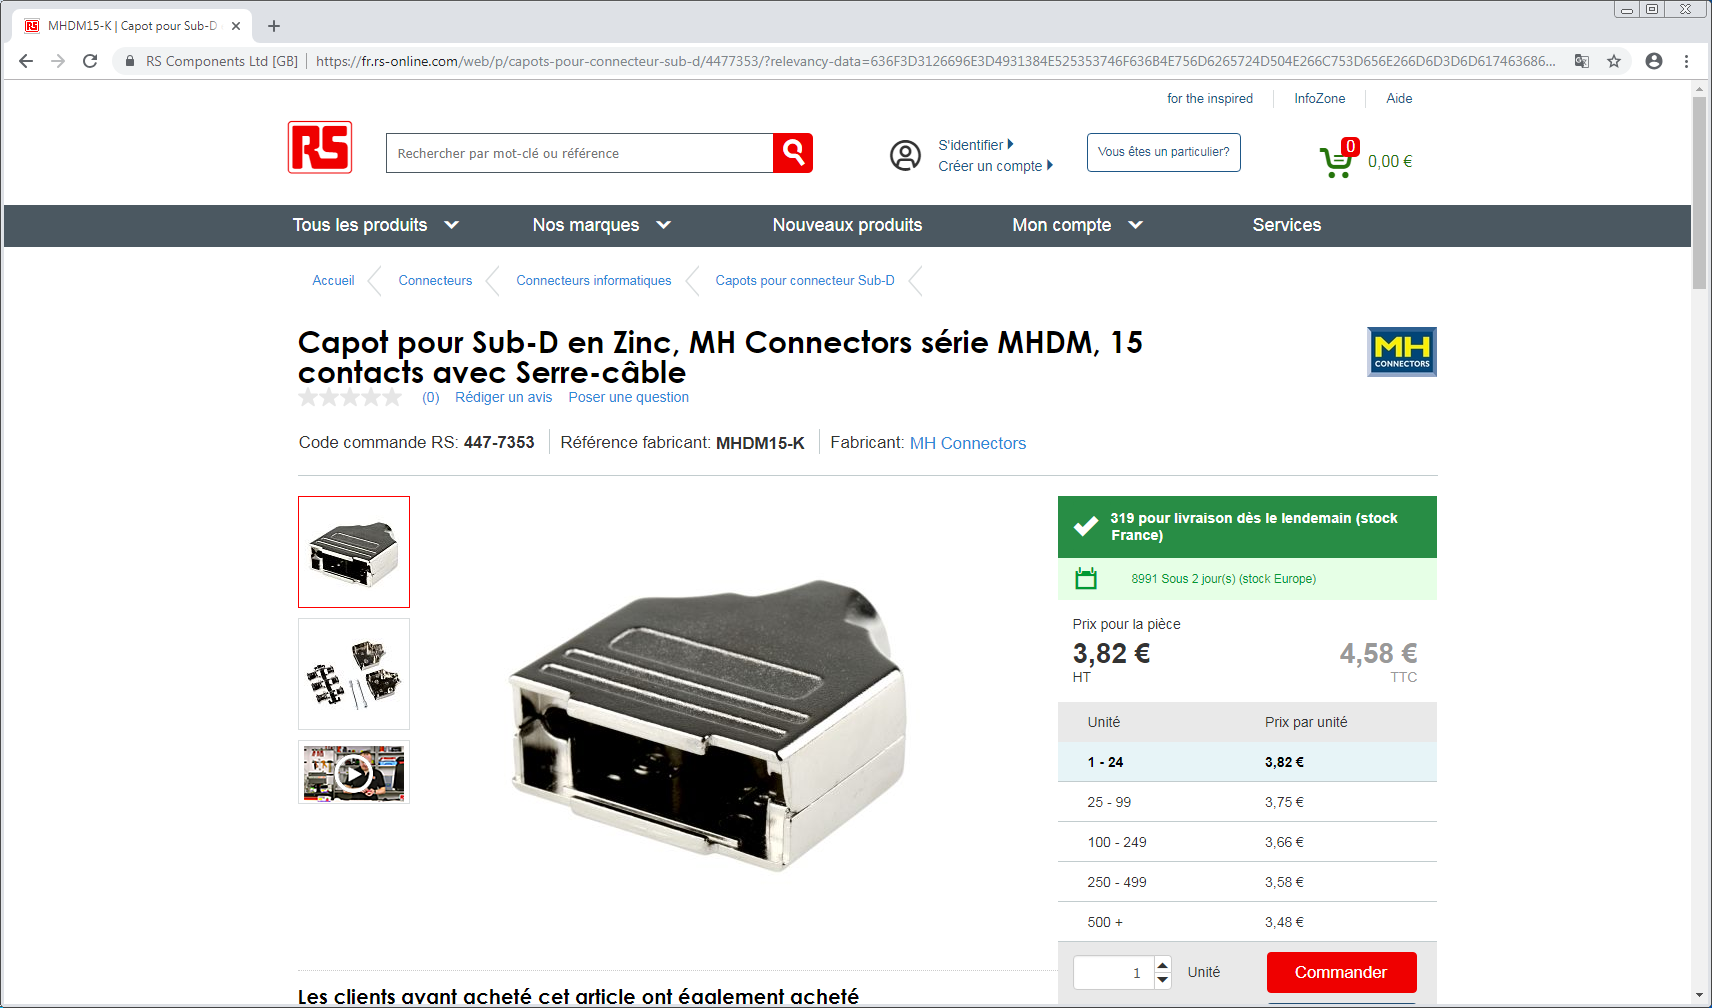 MHDM15-K | Capot pour Sub-D
RS Components Ltd [GB]
https://fr.rs-online.com/web/p/capots-pour-connecteur-sub-d/4477353/?relevancy-data=636F3D3126696E3D4931384E525353746F636B4E756D6265724D504E266C753D656E266D6D3D6D617463686...
for the inspired
InfoZone
Aide
RS
Rechercher par mot-clé ou référence
S'identifier
Créer un compte
Vous êtes un particulier?
0
0,00 €
Tous les produits
Nos marques
Nouveaux produits
Mon compte
Services
Accueil
Connecteurs
Connecteurs informatiques
Capots pour connecteur Sub-D
Capot pour Sub-D en Zinc, MH Connectors série MHDM, 15
contacts avec Serre-câble
MH
CONNECTORS
(0)
Rédiger un avis
Poser une question
Code commande RS: 447-7353
Référence fabricant: MHDM15-K
Fabricant: MH Connectors
319 pour livraison dès le lendemain (stock
France)
8991 Sous 2 jour(s) (stock Europe)
Prix pour la pièce
3,82 €
4,58 €
HT
TTC
Unité
Prix par unité
1 - 24
3,82 €
25 - 99
3,75 €
100 - 249
3,66 €
250 - 499
3,58 €
500 +
3,48 €
1
Unité
Commander
Les clients ayant acheté cet article ont également acheté